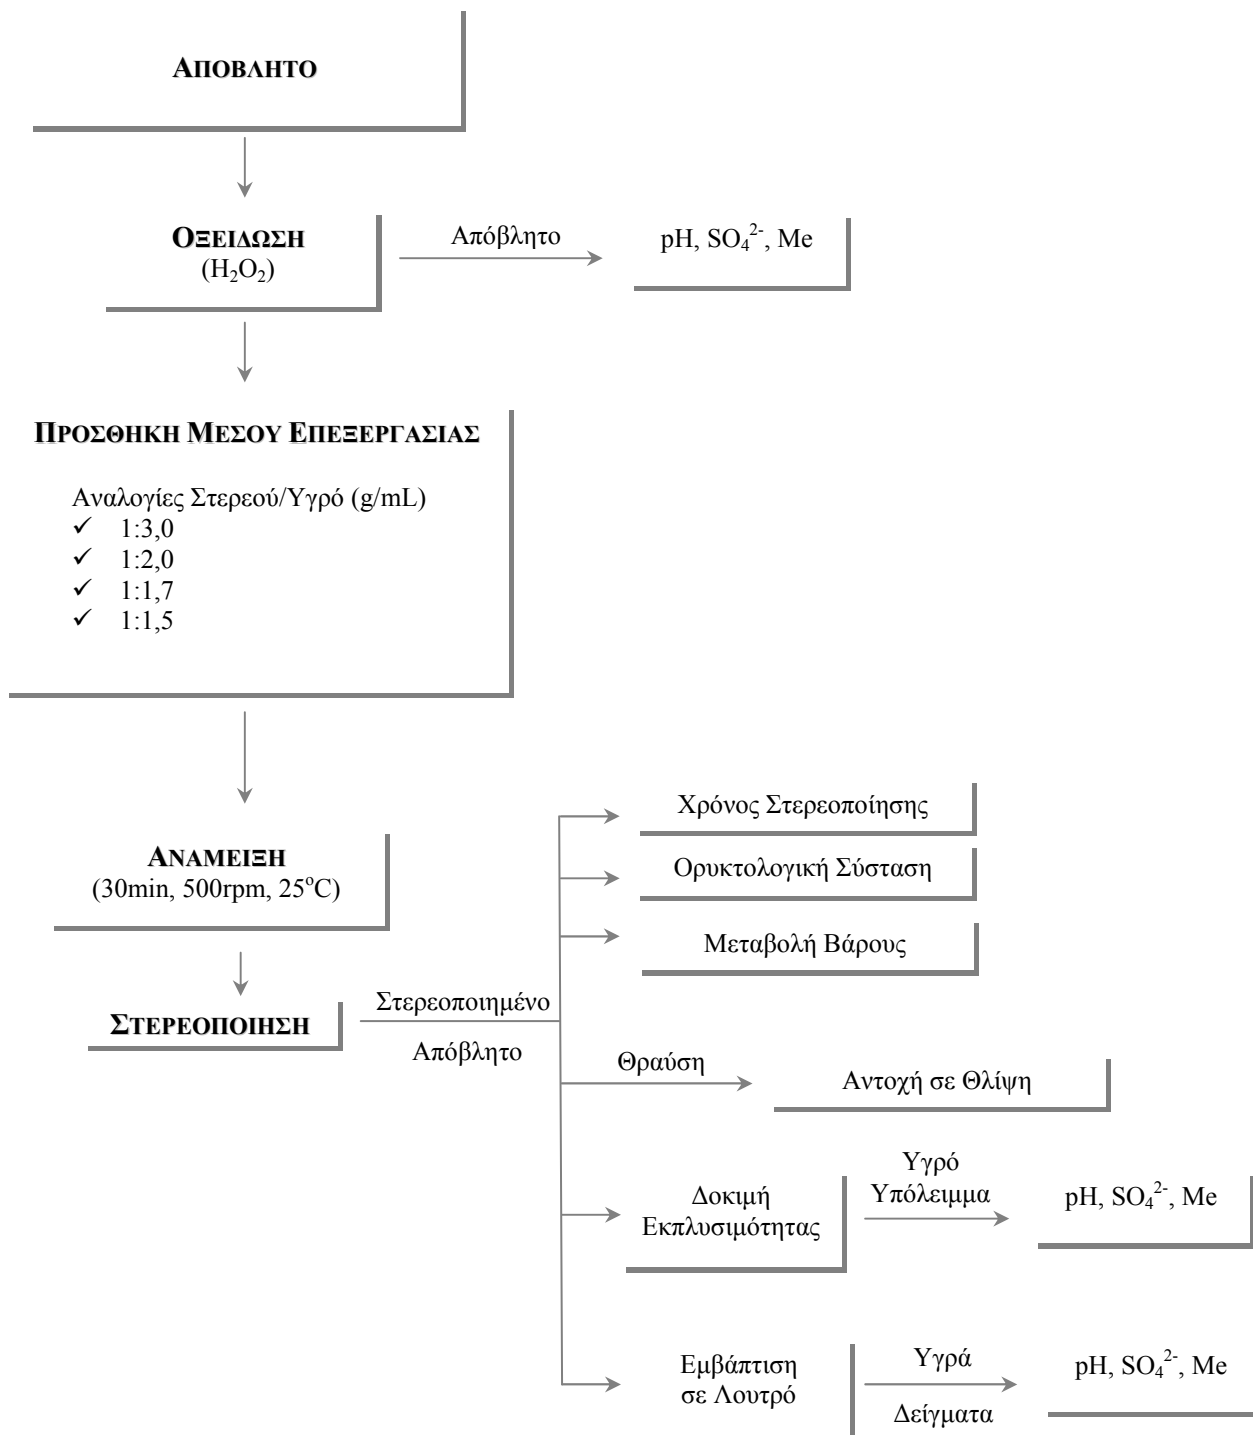 ΑΠΟΒΛΗΤΟ
ΟΞΕΙΔΩΣΗ
(H₂O₂)
Απόβλητο
pH, SO₄²⁻, Me
ΠΡΟΣΘΗΚΗ ΜΕΣΟΥ ΕΠΕΞΕΡΓΑΣΙΑΣ
Αναλογίες Στερεού/Υγρό (g/mL)
✓ 1:3,0
✓ 1:2,0
✓ 1:1,7
✓ 1:1,5
ΑΝΑΜΕΙΞΗ
(30min, 500rpm, 25°C)
ΣΤΕΡΕΟΠΟΙΗΣΗ
Στερεοποιημένο
Απόβλητο
Χρόνος Στερεοποίησης
Ορυκτολογική Σύσταση
Μεταβολή Βάρους
Θραύση
Αντοχή σε Θλίψη
Δοκιμή
Εκπλυσιμότητας
Υγρό
Υπόλειμμα
pH, SO₄²⁻, Me
Εμβάπτιση
σε Λουτρό
Υγρά
Δείγματα
pH, SO₄²⁻, Me